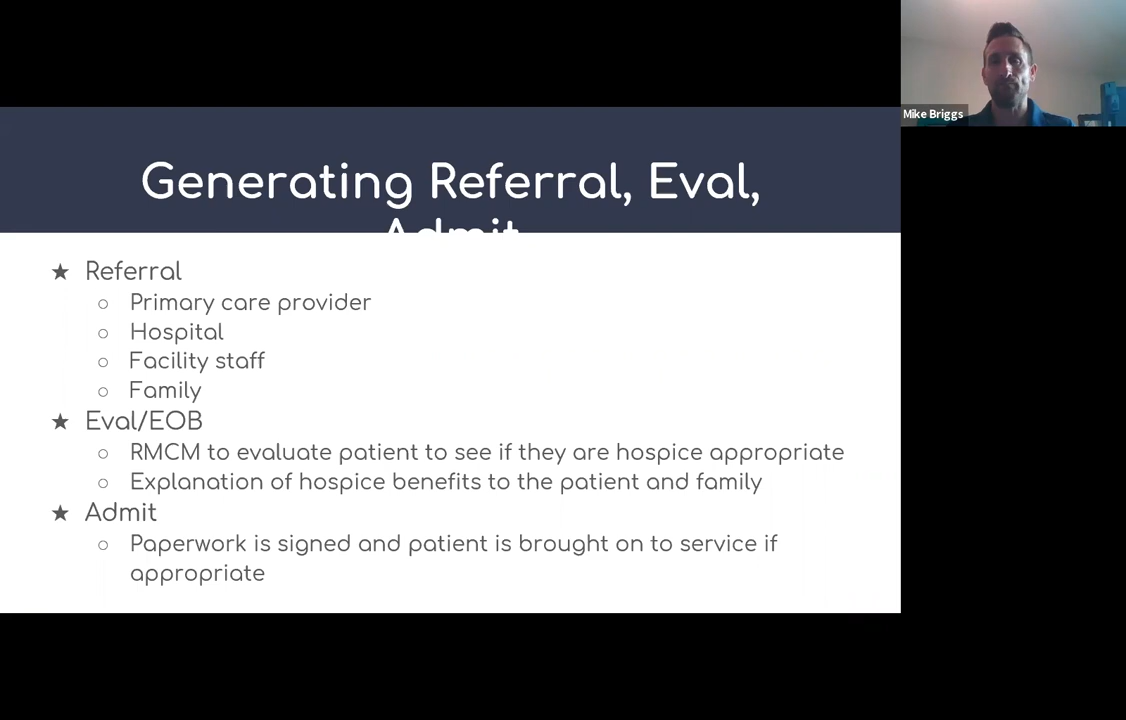 Generating Referral, Eval,
Admit
★ Referral
○ Primary care provider
○ Hospital
○ Facility staff
○ Family
★ Eval/EOB
○ RMCM to evaluate patient to see if they are hospice appropriate
○ Explanation of hospice benefits to the patient and family
★ Admit
○ Paperwork is signed and patient is brought on to service if
appropriate
Mike Briggs